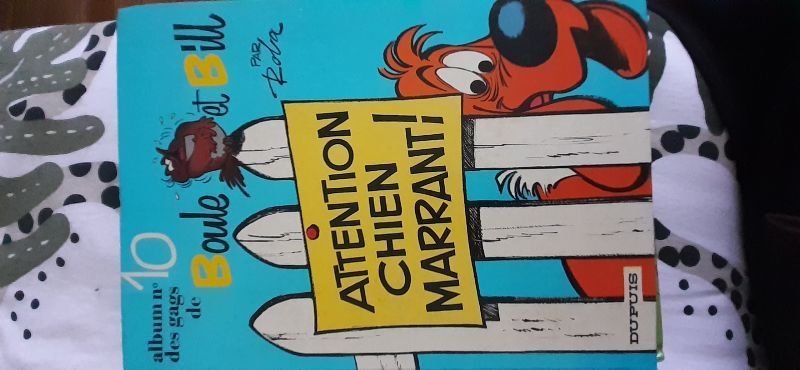 album n° 10
des gags
de Boule et Bill
PAR
Roba
ATTENTION
CHIEN
MARRANT!
DUPUIS